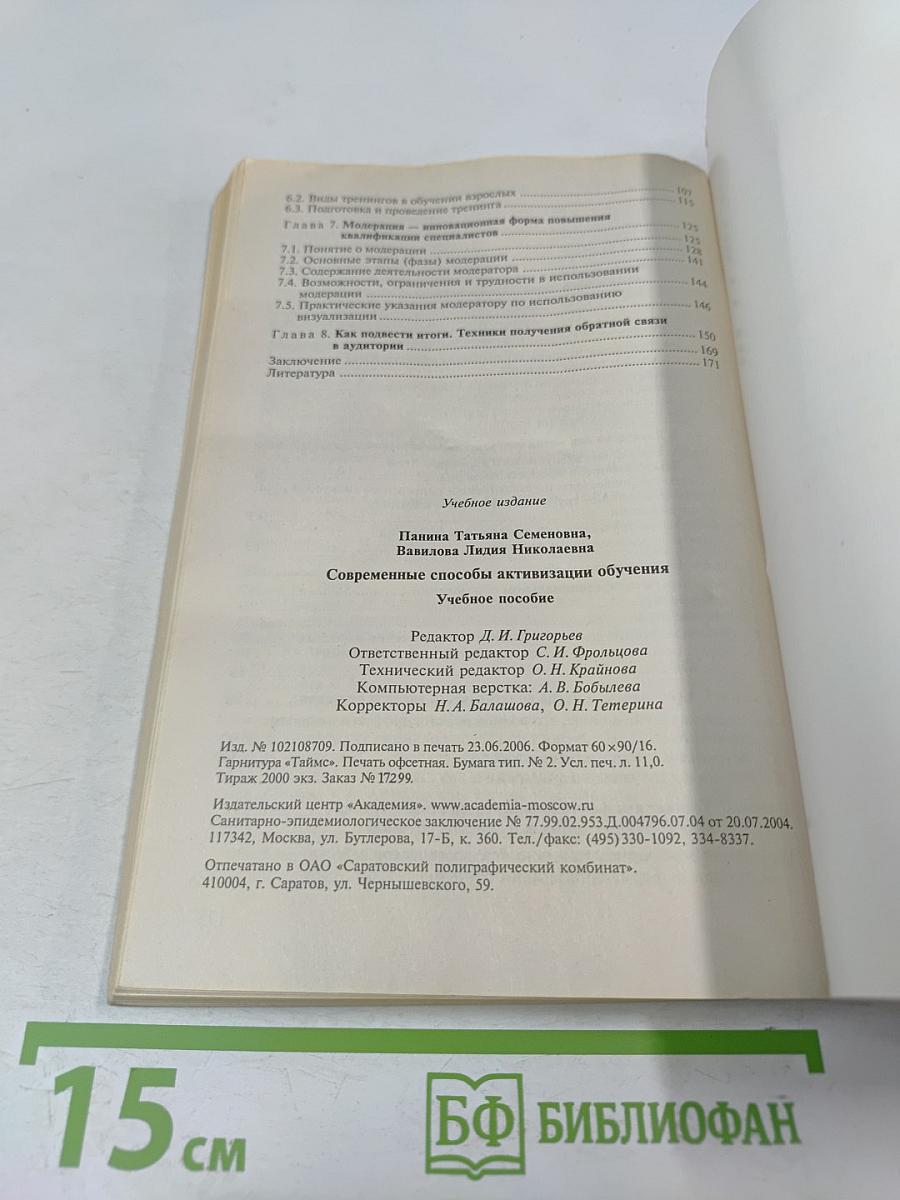 6.2. Виды тренингов в обучении взрослых ........ 107
6.3. Подготовка и проведение тренинга ........ 115
Глава 7. Модерация — инновационная форма повышения
квалификации специалистов ........ 125
7.1. Понятие о модерации ........ 125
7.2. Основные этапы (фазы) модерации ........ 128
7.3. Содержание деятельности модератора ........ 141
7.4. Возможности, ограничения и трудности в использовании
модерации ........ 144
7.5. Практические указания модератору по использованию
визуализации ........ 146
Глава 8. Как подвести итоги. Техники получения обратной связи
в аудитории ........ 150
Заключение ........ 169
Литература ........ 171
Учебное издание
Панина Татьяна Семеновна,
Вавилова Лидия Николаевна
Современные способы активизации обучения
Учебное пособие
Редактор Д. И. Григорьев
Ответственный редактор С. И. Фрольцова
Технический редактор О. Н. Крайнова
Компьютерная верстка: А. В. Бобылева
Корректоры Н. А. Балашова, О. Н. Тетерина
Изд. № 102108709. Подписано в печать 23.06.2006. Формат 60×90/16.
Гарнитура «Таймс». Печать офсетная. Бумага тип. № 2. Усл. печ. л. 11,0.
Тираж 2000 экз. Заказ № 17299.
Издательский центр «Академия». www.academia-moscow.ru
Санитарно-эпидемиологическое заключение № 77.99.02.953.Д.004796.07.04 от 20.07.2004.
117342, Москва, ул. Бутлерова, 17-Б, к. 360. Тел./факс: (495)330-1092, 334-8337.
Отпечатано в ОАО «Саратовский полиграфический комбинат».
410004, г. Саратов, ул. Чернышевского, 59.
15 см
БФ БИБЛИОФАН